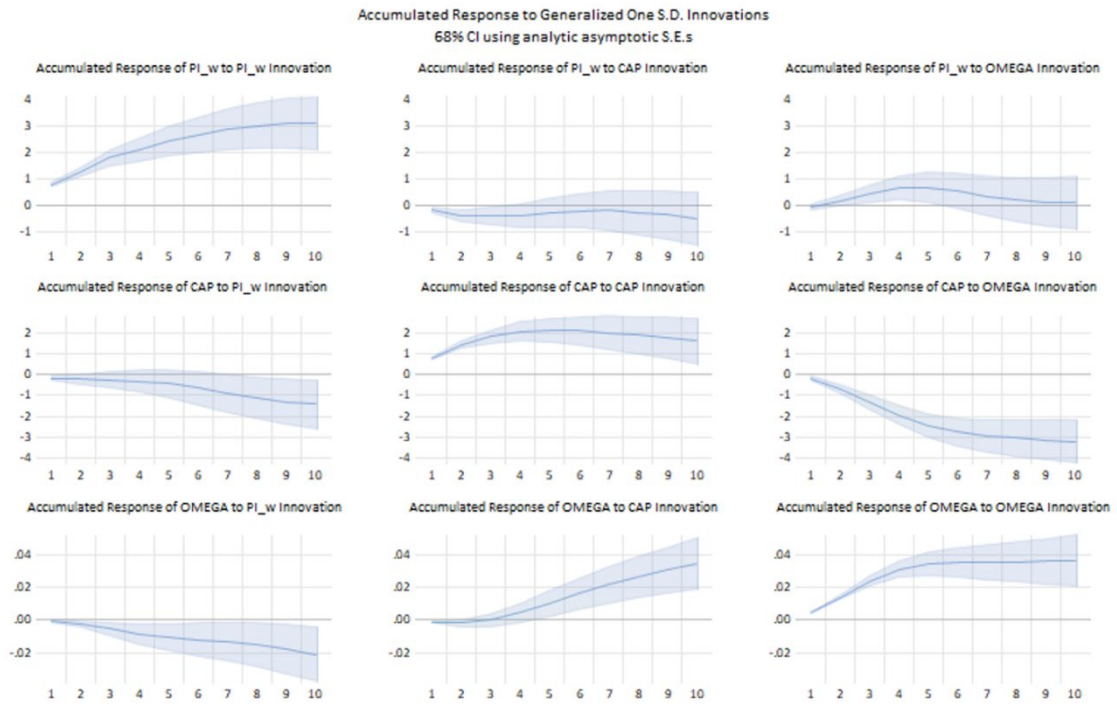 Accumulated Response to Generalized One S.D. Innovations
68% CI using analytic asymptotic S.E.s
Accumulated Response of PI_w to PI_w Innovation
4
3
2
1
0
-1
1 2 3 4 5 6 7 8 9 10
Accumulated Response of PI_w to CAP Innovation
4
3
2
1
0
-1
1 2 3 4 5 6 7 8 9 10
Accumulated Response of PI_w to OMEGA Innovation
4
3
2
1
0
-1
1 2 3 4 5 6 7 8 9 10
Accumulated Response of CAP to PI_w Innovation
2
1
0
-1
-2
-3
-4
1 2 3 4 5 6 7 8 9 10
Accumulated Response of CAP to CAP Innovation
2
1
0
-1
-2
-3
-4
1 2 3 4 5 6 7 8 9 10
Accumulated Response of CAP to OMEGA Innovation
2
1
0
-1
-2
-3
-4
1 2 3 4 5 6 7 8 9 10
Accumulated Response of OMEGA to PI_w Innovation
.04
.02
.00
-.02
1 2 3 4 5 6 7 8 9 10
Accumulated Response of OMEGA to CAP Innovation
.04
.02
.00
-.02
1 2 3 4 5 6 7 8 9 10
Accumulated Response of OMEGA to OMEGA Innovation
.04
.02
.00
-.02
1 2 3 4 5 6 7 8 9 10